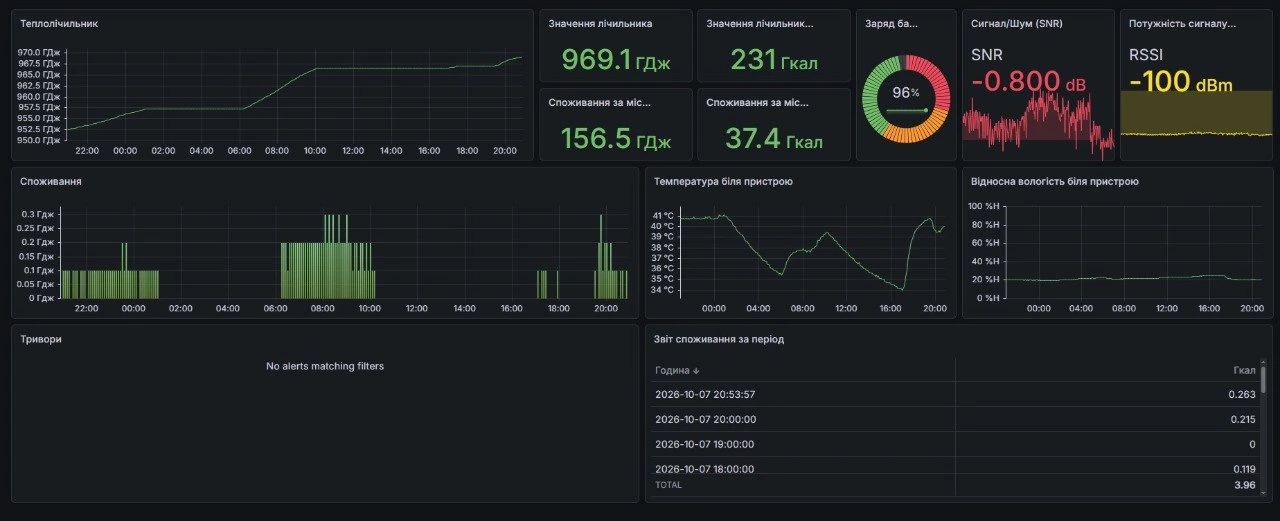 Теплолічильник
970.0 ГДж
967.5 ГДж
965.0 ГДж
962.5 ГДж
960.0 ГДж
957.5 ГДж
955.0 ГДж
952.5 ГДж
950.0 ГДж
22:00 00:00 02:00 04:00 06:00 08:00 10:00 12:00 14:00 16:00 18:00 20:00
Значення лічильника
969.1 ГДж
Значення лічильник...
231 Гкал
Споживання за міс...
156.5 ГДж
Споживання за міс...
37.4 Гкал
Заряд ба...
96%
Сигнал/Шум (SNR)
SNR
-0.800 dB
Потужність сигналу...
RSSI
-100 dBm
Споживання
0.3 Гдж
0.25 Гдж
0.2 Гдж
0.15 Гдж
0.1 Гдж
0.05 Гдж
0 Гдж
22:00 00:00 02:00 04:00 06:00 08:00 10:00 12:00 14:00 16:00 18:00 20:00
Температура біля пристрою
41 °C
40 °C
39 °C
38 °C
37 °C
36 °C
35 °C
34 °C
00:00 04:00 08:00 12:00 16:00 20:00
Відносна вологість біля пристрою
100 %H
80 %H
60 %H
40 %H
20 %H
0 %H
00:00 04:00 08:00 12:00 16:00 20:00
Тривори
No alerts matching filters
Звіт споживання за період
Година ↓ Гкал
2026-10-07 20:53:57 0.263
2026-10-07 20:00:00 0.215
2026-10-07 19:00:00 0
2026-10-07 18:00:00 0.119
TOTAL 3.96